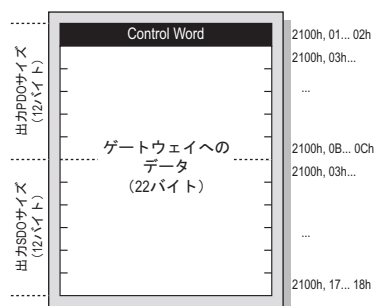 Control Word
2100h, 01... 02h
2100h, 03h...
...
2100h, 0B... 0Ch
2100h, 03h...
...
2100h, 17... 18h
出力PDOサイズ
(12バイト)
出力SDOサイズ
(12バイト)
ゲートウェイへの
データ
(22バイト)